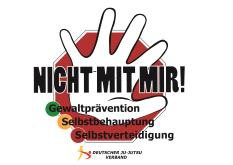 NICHT MIT MIR!
Gewaltprävention
Selbstbehauptung
Selbstverteidigung
DEUTSCHER JU-JUTSU
VERBAND